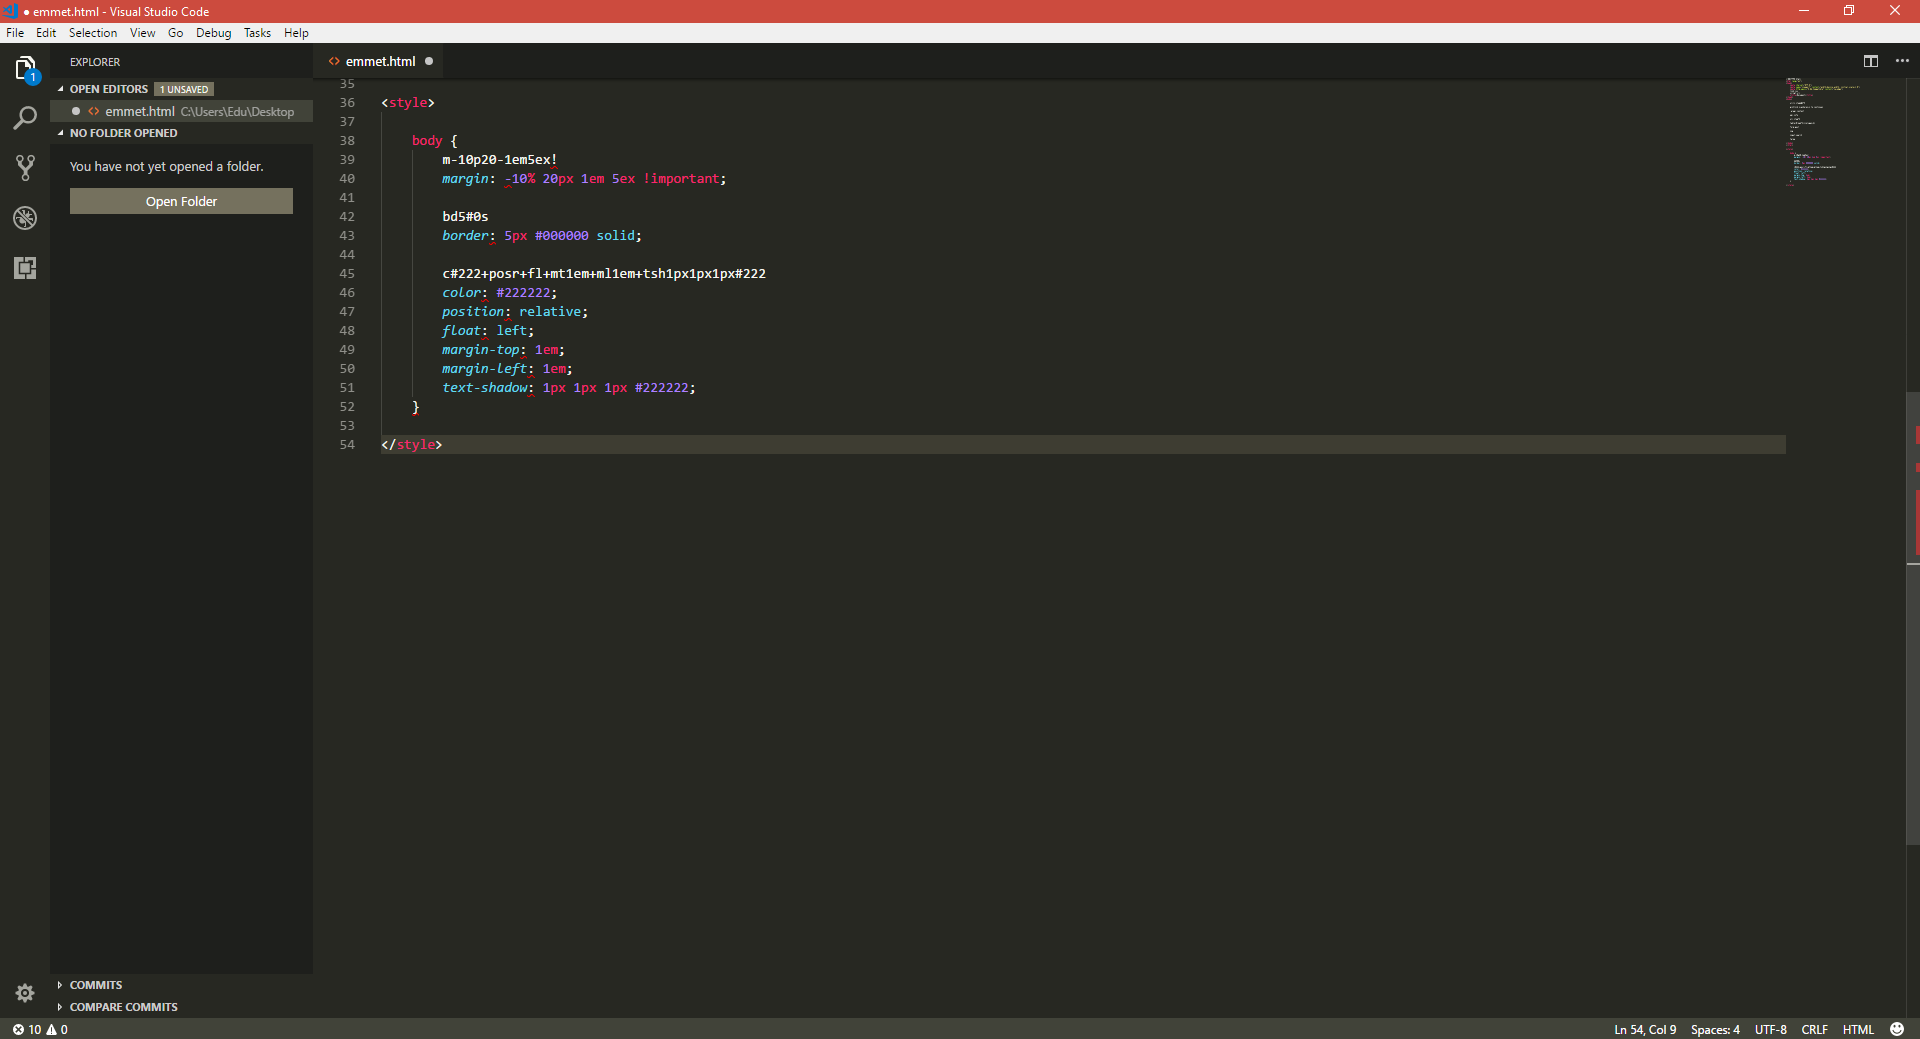 ● emmet.html - Visual Studio Code
File Edit Selection View Go Debug Tasks Help
1
EXPLORER
OPEN EDITORS 1 UNSAVED
● <> emmet.html C:\Users\Edu\Desktop
NO FOLDER OPENED
You have not yet opened a folder.
Open Folder
COMMITS
COMPARE COMMITS
<> emmet.html ●
35
36 <style>
37
38 body {
39 m-10p20-1em5ex!
40 margin: -10% 20px 1em 5ex !important;
41
42 bd5#0s
43 border: 5px #000000 solid;
44
45 c#222+posr+fl+mt1em+ml1em+tsh1px1px1px#222
46 color: #222222;
47 position: relative;
48 float: left;
49 margin-top: 1em;
50 margin-left: 1em;
51 text-shadow: 1px 1px 1px #222222;
52 }
53
54 </style>
10 0
Ln 54, Col 9 Spaces: 4 UTF-8 CRLF HTML